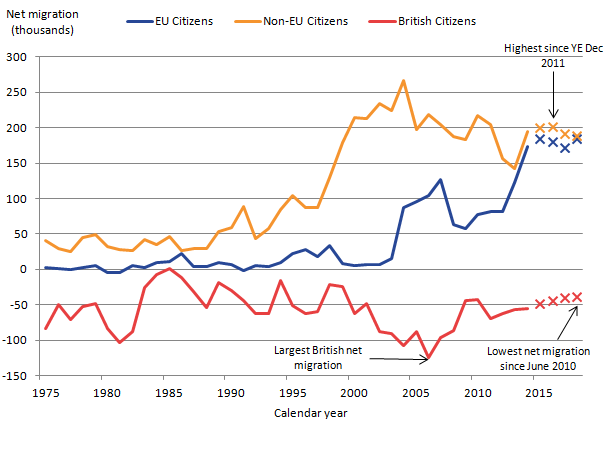 Net migration
(thousands)
EU Citizens
Non-EU Citizens
British Citizens
Highest since YE Dec
2011
300
250
200
150
100
50
0
-50
-100
-150
Largest British net
migration
Lowest net migration
since June 2010
1975
1980
1985
1990
1995
2000
2005
2010
2015
Calendar year